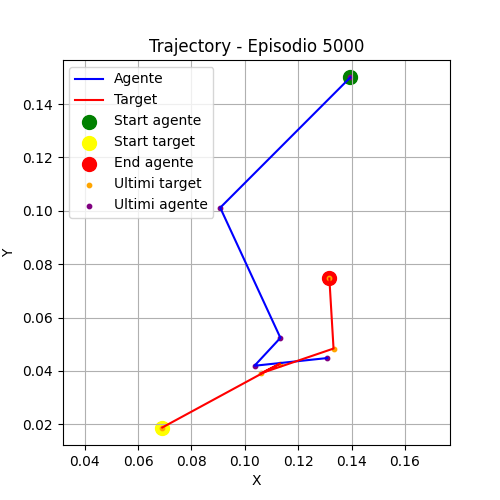 Trajectory - Episodio 5000
Agente
Target
Start agente
Start target
End agente
Ultimi target
Ultimi agente
Y
0.14
0.12
0.10
0.08
0.06
0.04
0.02
0.04 0.06 0.08 0.10 0.12 0.14 0.16
X